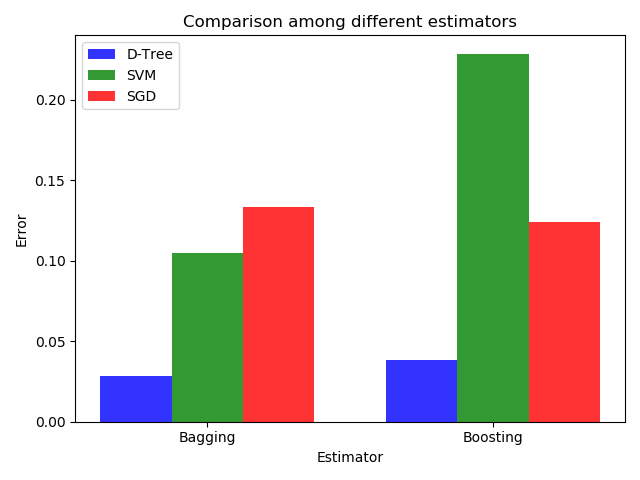 Comparison among different estimators
D-Tree
SVM
SGD
0.20
0.15
0.10
0.05
0.00
Error
Bagging
Boosting
Estimator